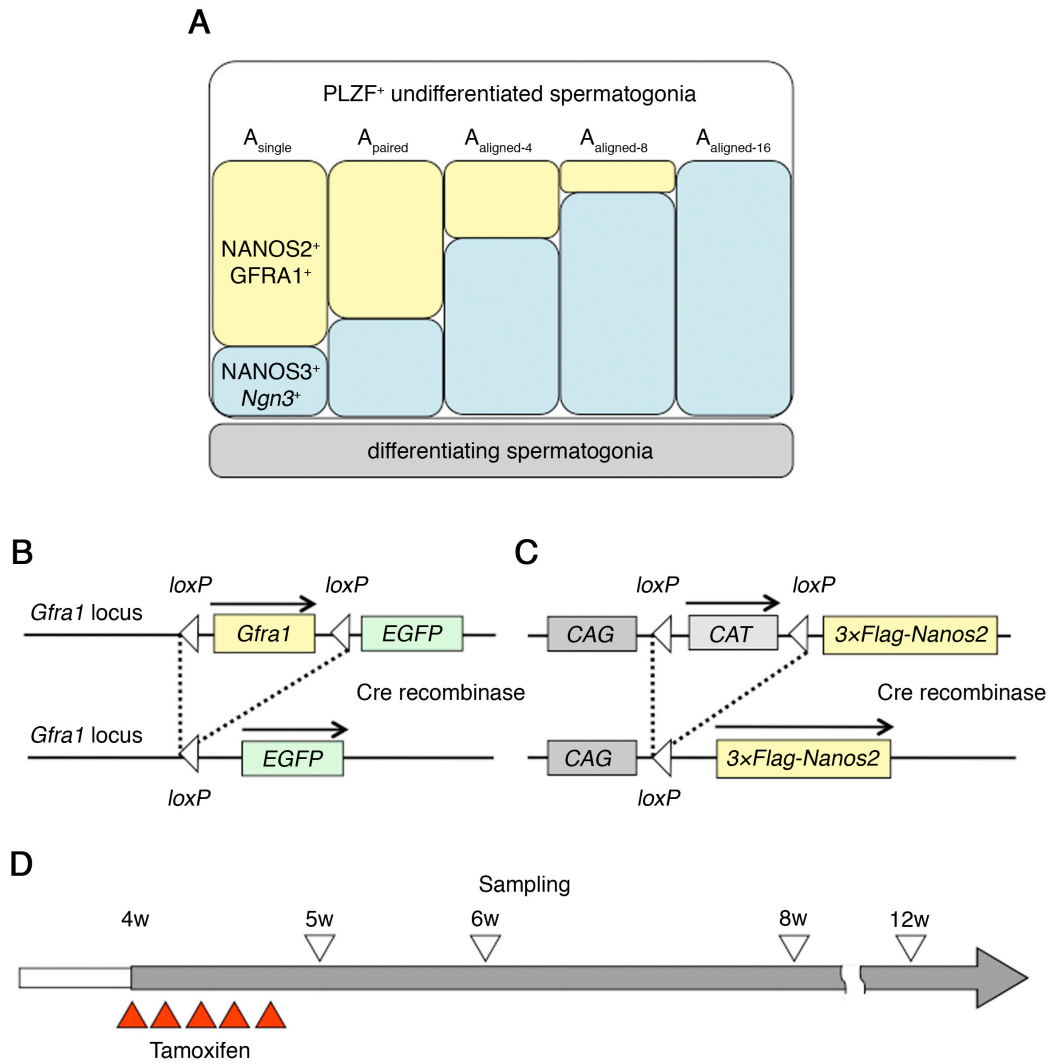 A
PLZF⁺ undifferentiated spermatogonia
Asingle Apaired Aaligned-4 Aaligned-8 Aaligned-16
NANOS2⁺
GFRA1⁺
NANOS3⁺
Ngn3⁺
differentiating spermatogonia
B
loxP loxP
Gfra1 locus
Gfra1 EGFP
Cre recombinase
Gfra1 locus
EGFP
loxP
C
loxP loxP
CAG CAT 3×Flag-Nanos2
Cre recombinase
CAG 3×Flag-Nanos2
loxP
D
Sampling
4w 5w 6w 8w 12w
Tamoxifen